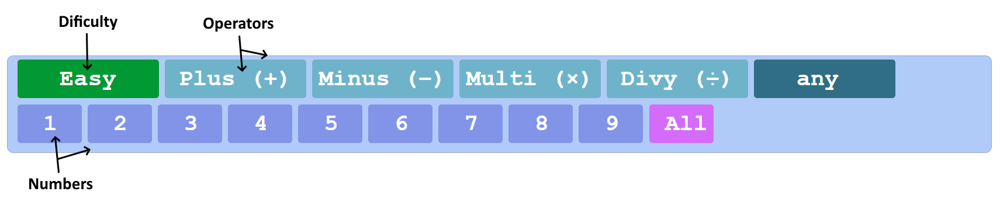 Dificulty
Operators
Easy Plus (+) Minus (−) Multi (×) Divy (÷) any
1 2 3 4 5 6 7 8 9 All
Numbers